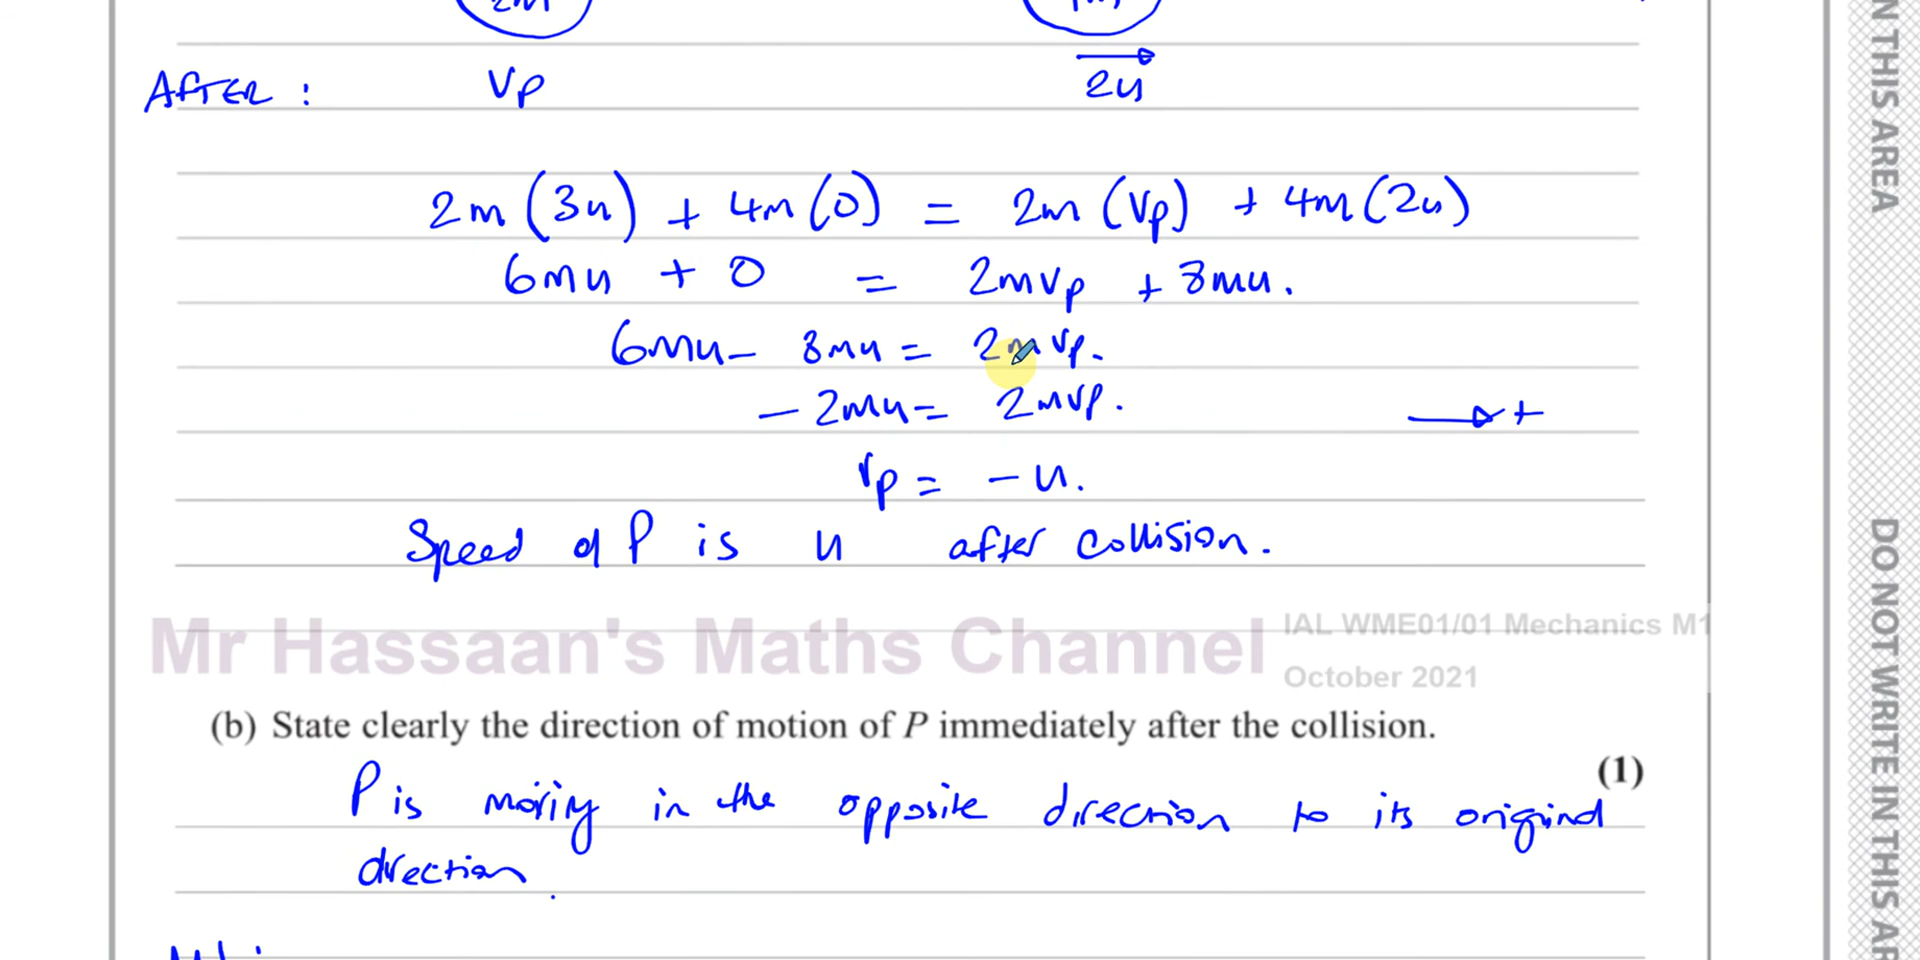 2m
AFTER : Vp 2u
2m (3u) + 4m (0) = 2m (Vp) + 4m (2u)
6mu + 0 = 2mVp + 8mu.
6mu - 8mu = 2mVp.
- 2mu = 2mVp. +
Vp = - u.
Speed of P is u after collision.
Mr Hassaan's Maths Channel
IAL WME01/01 Mechanics M1
October 2021
(b) State clearly the direction of motion of P immediately after the collision.
(1)
P is moving in the opposite direction to its original
direction.
N THIS AREA
DO NOT WRITE IN THIS AR